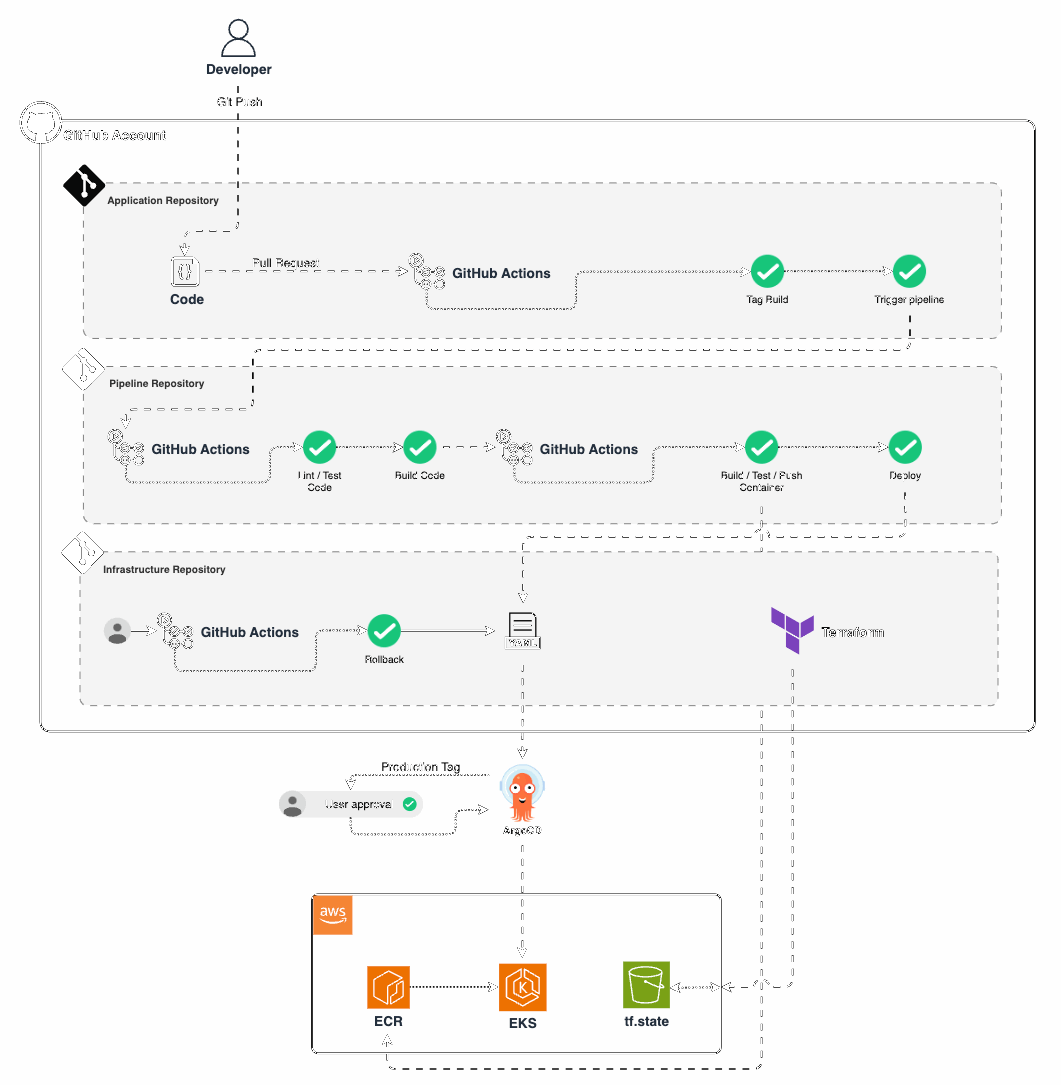 Developer
Git Push
GitHub Account
Application Repository
Pull Request
GitHub Actions
Code
Tag Build
Trigger pipeline
Pipeline Repository
GitHub Actions
GitHub Actions
Lint / Test
Code
Build Code
Build / Test / Push
Container
Deploy
Infrastructure Repository
GitHub Actions
Rollback
YAML
Terraform
Production Tag
User approval
ArgoCD
aws
ECR
EKS
tf.state